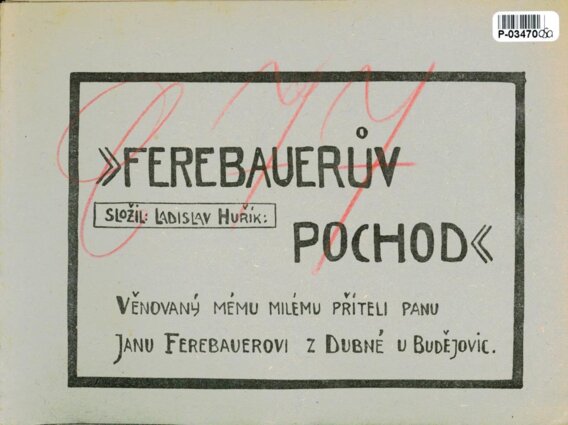 P-03470
»FEREBAUERŮV
SLOŽIL: LADISLAV HUŘÍK:
POCHOD«
VĚNOVANÝ MÉMU MILÉMU PŘÍTELI PANU
JANU FEREBAUEROVI Z DUBNÉ U BUDĚJOVIC.